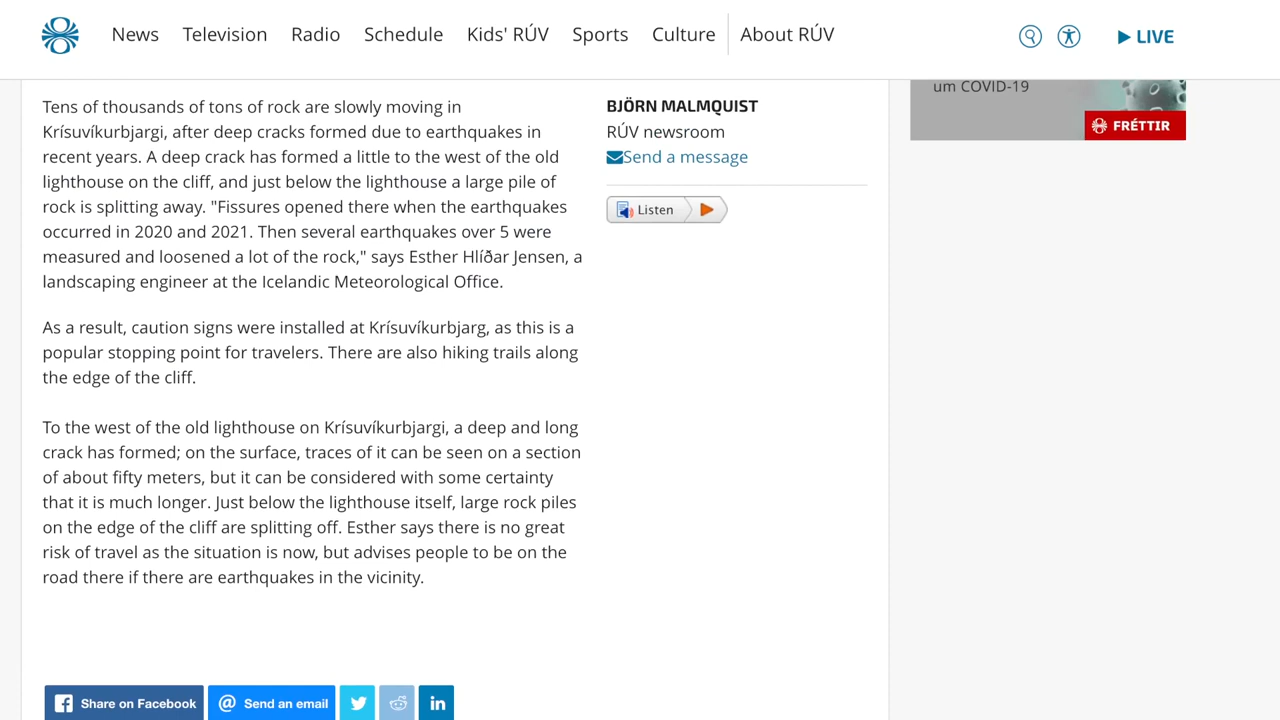 News Television Radio Schedule Kids' RÚV Sports Culture About RÚV LIVE
Tens of thousands of tons of rock are slowly moving in
Krísuvíkurbjargi, after deep cracks formed due to earthquakes in
recent years. A deep crack has formed a little to the west of the old
lighthouse on the cliff, and just below the lighthouse a large pile of
rock is splitting away. "Fissures opened there when the earthquakes
occurred in 2020 and 2021. Then several earthquakes over 5 were
measured and loosened a lot of the rock," says Esther Hlíðar Jensen, a
landscaping engineer at the Icelandic Meteorological Office.
As a result, caution signs were installed at Krísuvíkurbjarg, as this is a
popular stopping point for travelers. There are also hiking trails along
the edge of the cliff.
To the west of the old lighthouse on Krísuvíkurbjargi, a deep and long
crack has formed; on the surface, traces of it can be seen on a section
of about fifty meters, but it can be considered with some certainty
that it is much longer. Just below the lighthouse itself, large rock piles
on the edge of the cliff are splitting off. Esther says there is no great
risk of travel as the situation is now, but advises people to be on the
road there if there are earthquakes in the vicinity.
BJÖRN MALMQUIST
RÚV newsroom
Send a message
Listen
um COVID-19
FRÉTTIR
Share on Facebook
@ Send an email
in